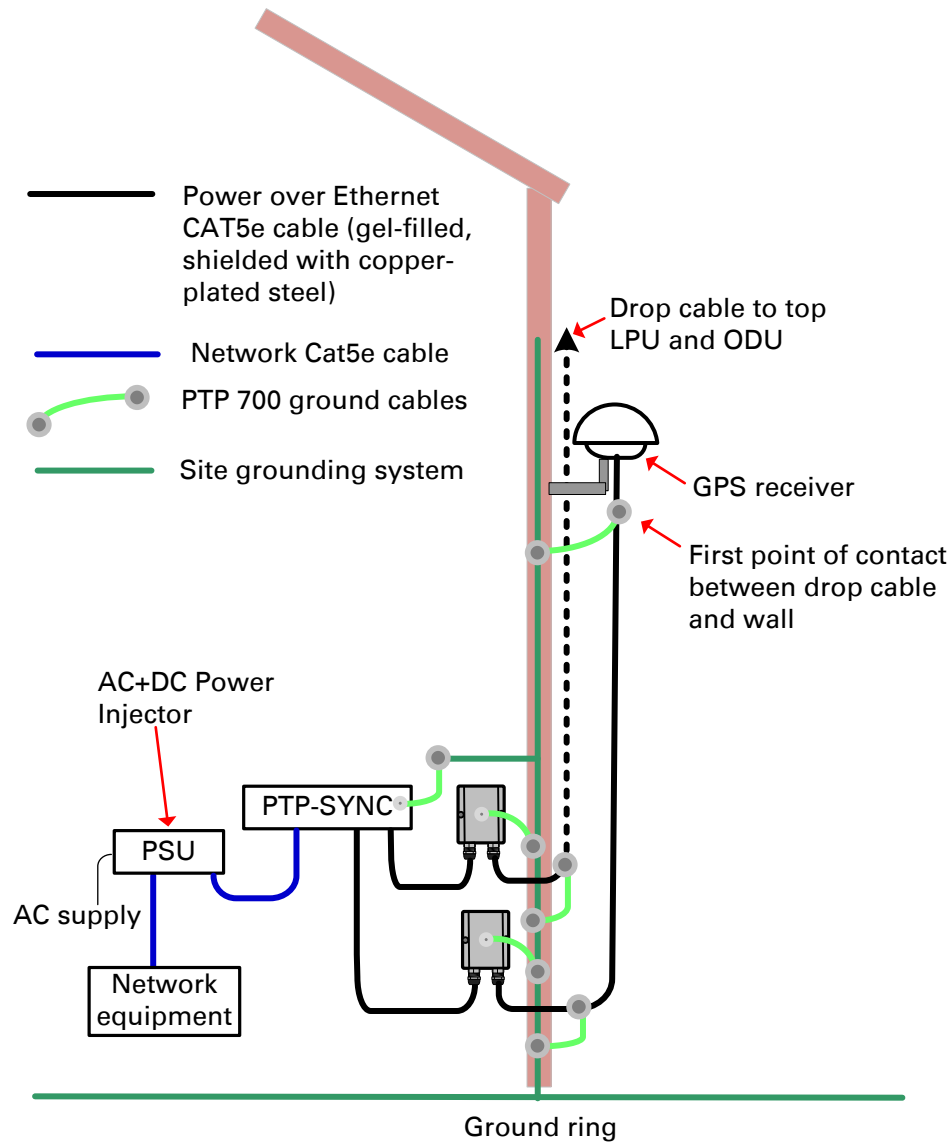 Power over Ethernet
CAT5e cable (gel-filled,
shielded with copper-
plated steel)
Network Cat5e cable
PTP 700 ground cables
Site grounding system
Drop cable to top
LPU and ODU
GPS receiver
First point of contact
between drop cable
and wall
AC+DC Power
Injector
PTP-SYNC
PSU
AC supply
Network
equipment
Ground ring